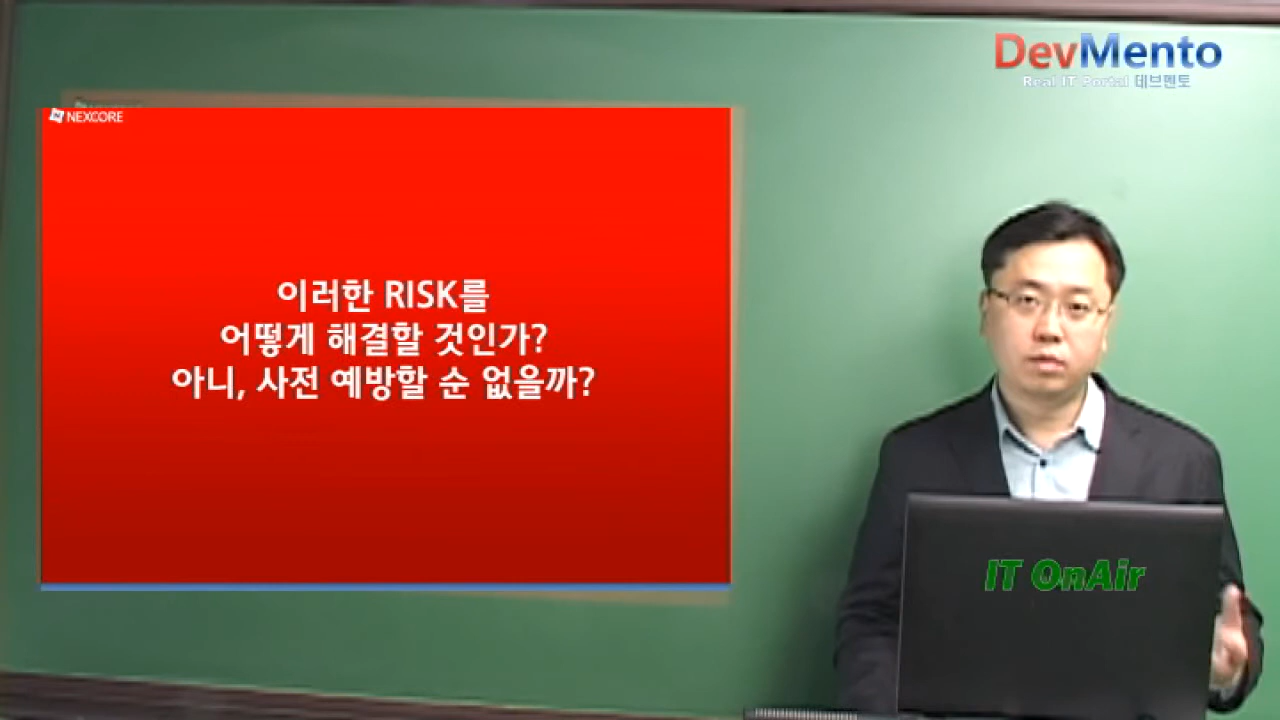 DevMento
Real IT Portal 데브멘토
NEXCORE
이러한 RISK를
어떻게 해결할 것인가?
아니, 사전 예방할 순 없을까?
IT OnAir